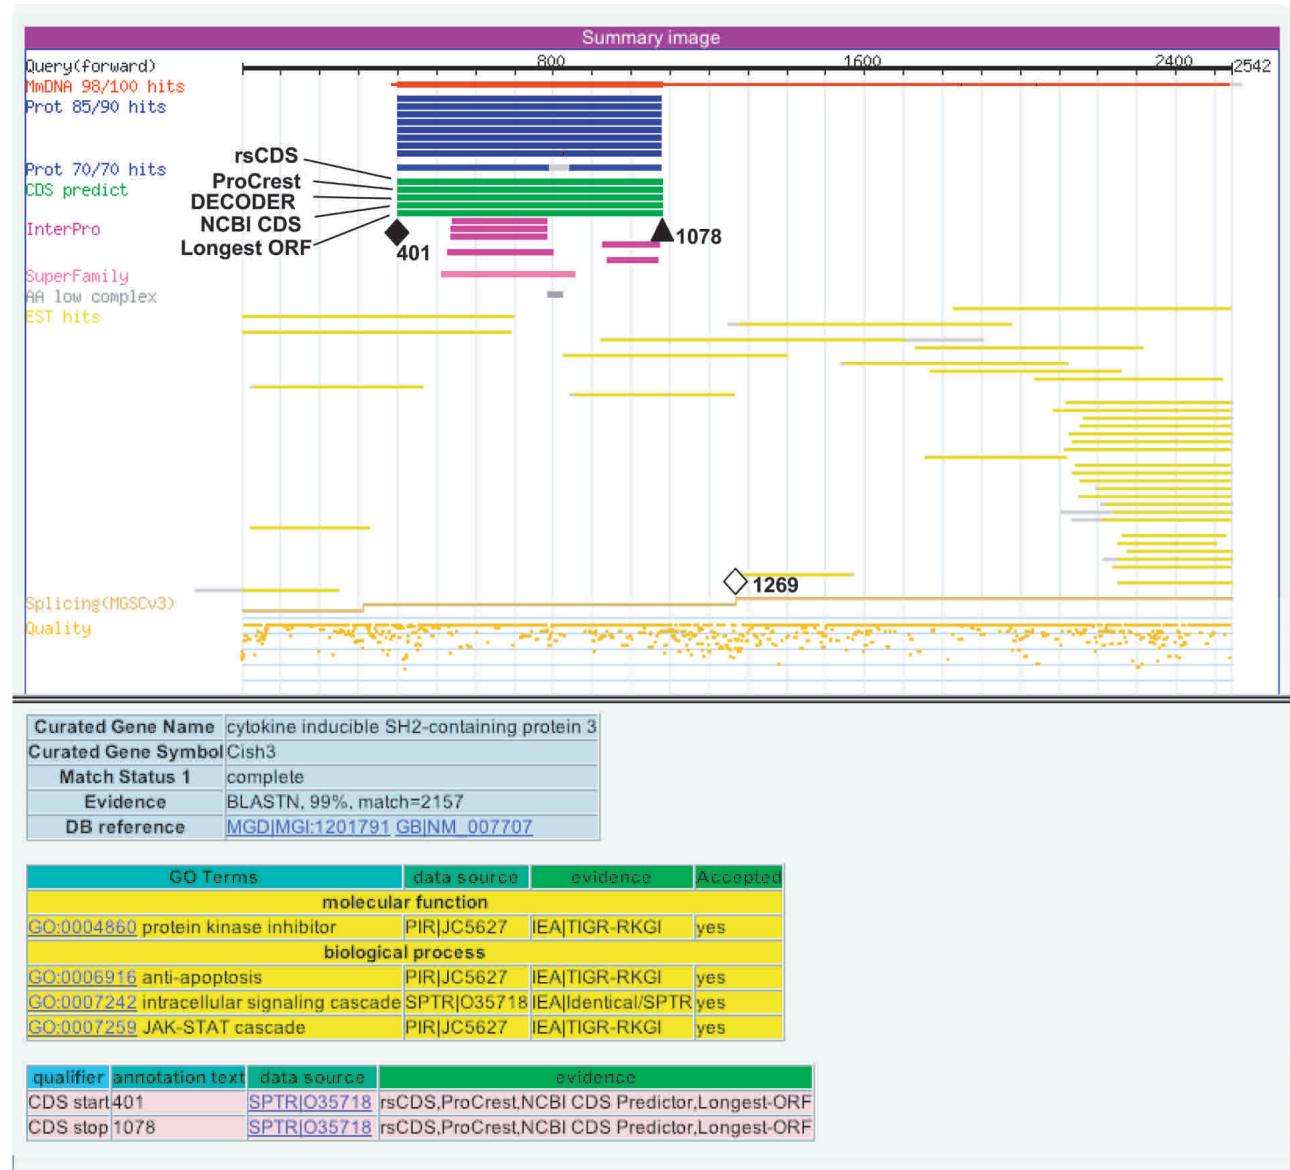 Summary image
Query(forward) 800 1600 2400 2542
MmDNA 98/100 hits
Prot 85/90 hits
rsCDS
Prot 70/70 hits
ProCrest
CDS predict
DECODER
NCBI CDS
InterPro
1078
Longest ORF
401
SuperFamily
AA low complex
EST hits
1269
Splicing(MGSCv3)
Quality
Curated Gene Name cytokine inducible SH2-containing protein 3
Curated Gene Symbol Cish3
Match Status 1 complete
Evidence BLASTN, 99%, match=2157
DB reference MGD|MGI:1201791 GB|NM_007707
GO Terms data source evidence Accepted
molecular function
GO:0004860 protein kinase inhibitor PIR|JC5627 IEA|TIGR-RKGI yes
biological process
GO:0006916 anti-apoptosis PIR|JC5627 IEA|TIGR-RKGI yes
GO:0007242 intracellular signaling cascade SPTR|O35718 IEA|Identical/SPTR yes
GO:0007259 JAK-STAT cascade PIR|JC5627 IEA|TIGR-RKGI yes
qualifier annotation text data source evidence
CDS start 401 SPTR|O35718 rsCDS,ProCrest,NCBI CDS Predictor,Longest-ORF
CDS stop 1078 SPTR|O35718 rsCDS,ProCrest,NCBI CDS Predictor,Longest-ORF